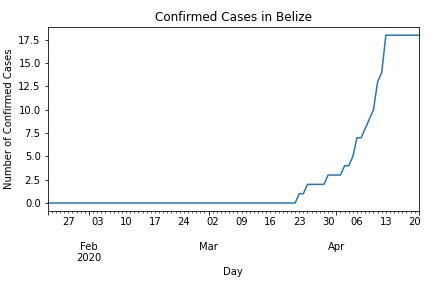 Confirmed Cases in Belize
Number of Confirmed Cases
17.5
15.0
12.5
10.0
7.5
5.0
2.5
0.0
27 03 10 17 24 02 09 16 23 30 06 13 20
Feb Mar Apr
2020
Day